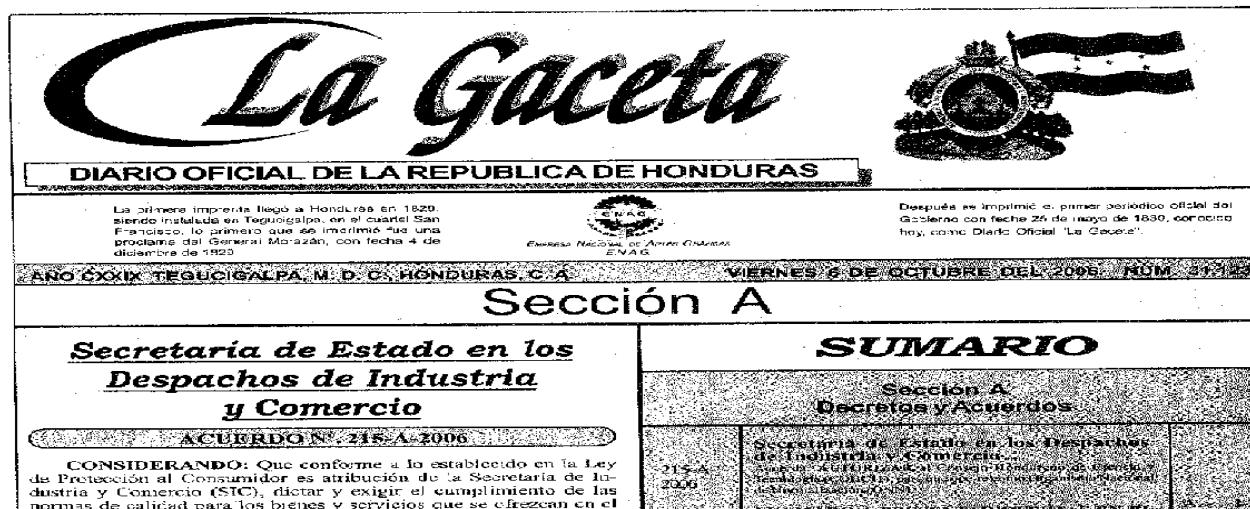 La Gaceta
DIARIO OFICIAL DE LA REPUBLICA DE HONDURAS
La primera imprenta llegó a Honduras en 1829,
siendo instalada en Tegucigalpa, en el cuartel San
Francisco, lo primero que se imprimió fue una
proclama del General Morazán, con fecha 4 de
diciembre de 1829
ENAG
EMPRESA NACIONAL DE ARTES GRAFICAS
E.N.A.G.
Después se imprimió el primer periódico oficial del
Gobierno con fecha 25 de mayo de 1830, conocido
hoy, como Diario Oficial "La Gaceta".
AÑO CXXIX TEGUCIGALPA, M. D. C., HONDURAS, C. A.
VIERNES 6 DE OCTUBRE DEL 2006. NUM. 31,123
Sección A
Secretaría de Estado en los
Despachos de Industria
y Comercio
ACUERDO Nº. 215-A-2006
CONSIDERANDO: Que conforme a lo establecido en la Ley
de Protección al Consumidor es atribución de la Secretaría de In-
dustria y Comercio (SIC), dictar y exigir el cumplimiento de las
normas de calidad para los bienes y servicios que se ofrezcan en el
SUMARIO
Sección A
Decretos y Acuerdos
215-A
2006
Secretaría de Estado en los Despachos
de Industria y Comercio